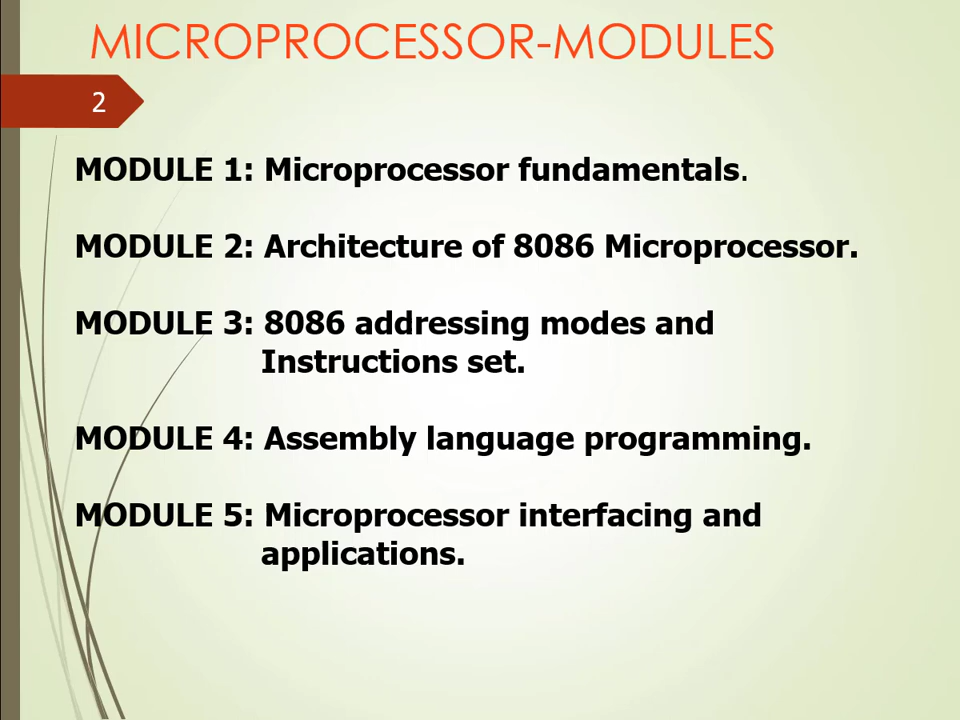 MICROPROCESSOR-MODULES
2
MODULE 1: Microprocessor fundamentals.
MODULE 2: Architecture of 8086 Microprocessor.
MODULE 3: 8086 addressing modes and
Instructions set.
MODULE 4: Assembly language programming.
MODULE 5: Microprocessor interfacing and
applications.